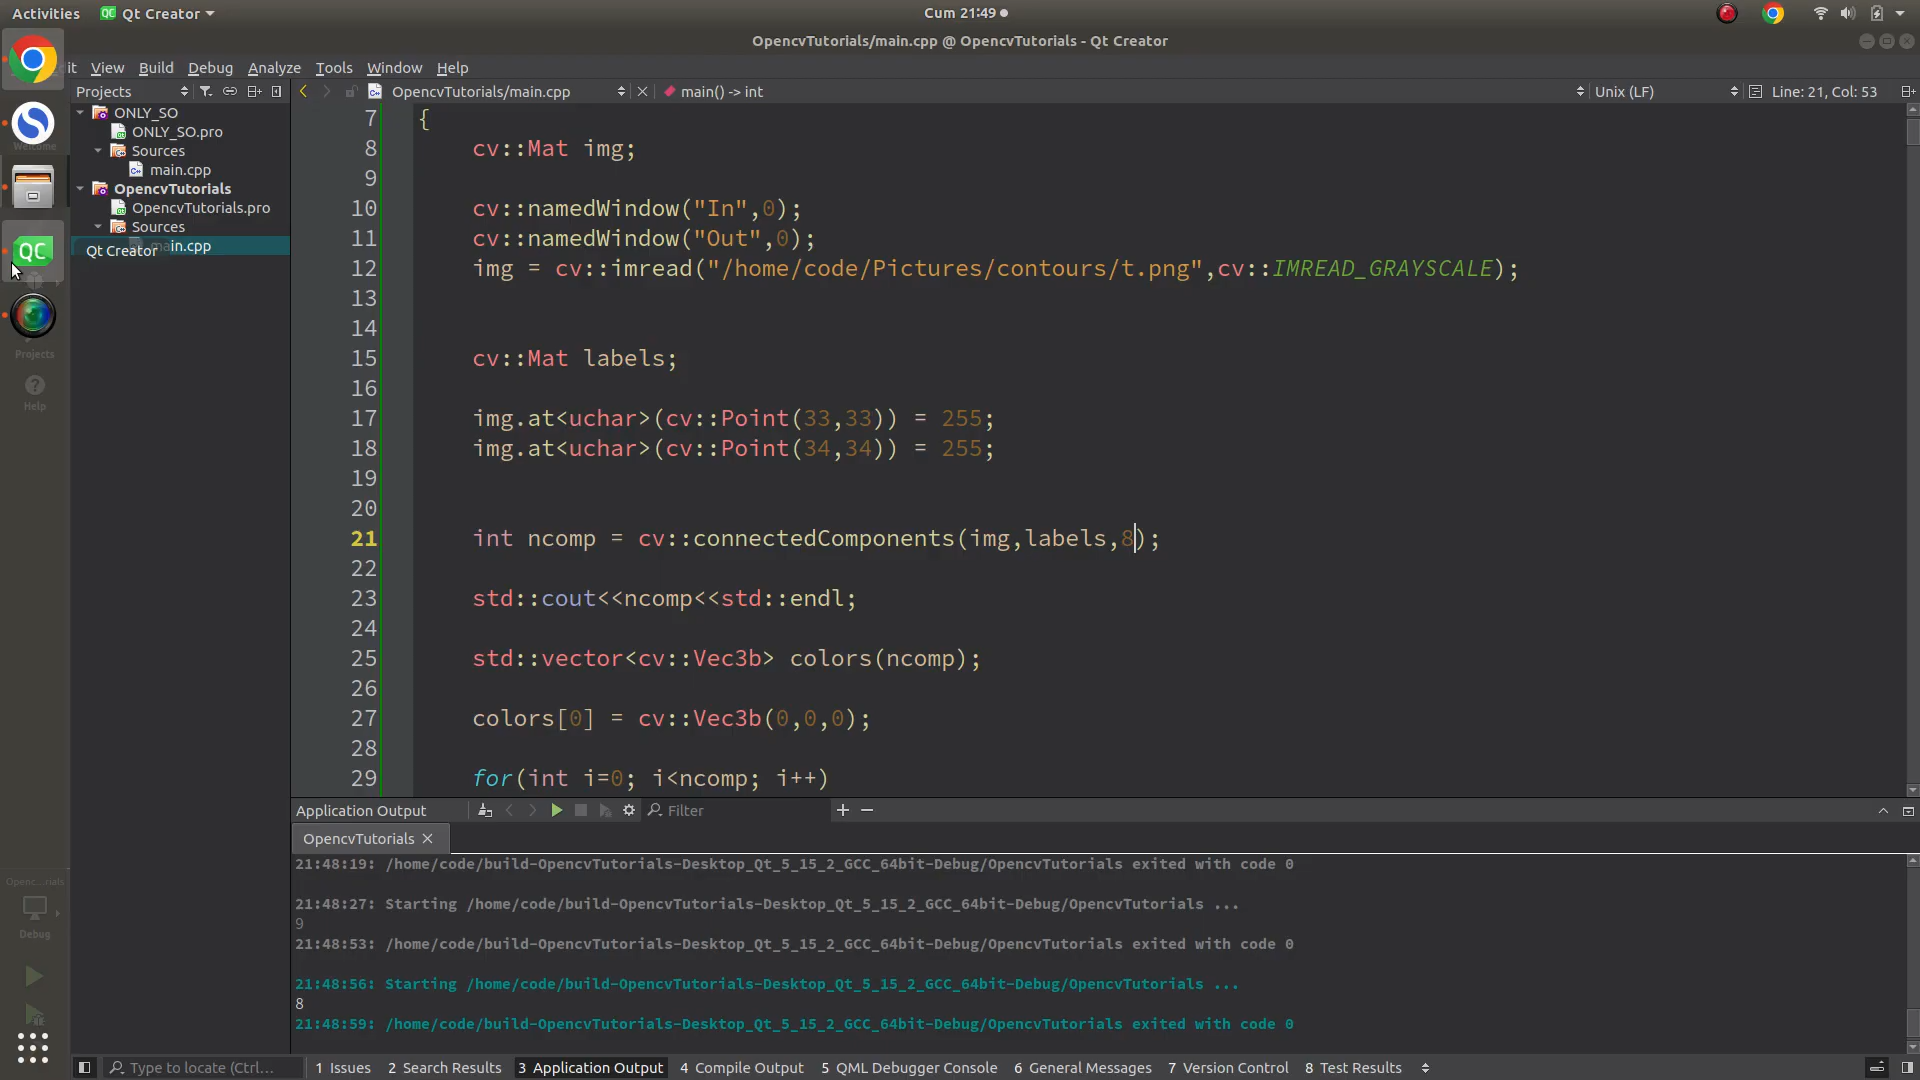 Activities Qt Creator Cum 21:49
OpencvTutorials/main.cpp @ OpencvTutorials - Qt Creator
View Build Debug Analyze Tools Window Help
Projects OpencvTutorials/main.cpp main() -> int Unix (LF) Line: 21, Col: 53
ONLY_SO
ONLY_SO.pro
Sources
main.cpp
OpencvTutorials
OpencvTutorials.pro
Sources
main.cpp
Qt Creator
Welcome
QC
Projects
Help
7 {
8 cv::Mat img;
9
10 cv::namedWindow("In",0);
11 cv::namedWindow("Out",0);
12 img = cv::imread("/home/code/Pictures/contours/t.png",cv::IMREAD_GRAYSCALE);
13
14
15 cv::Mat labels;
16
17 img.at<uchar>(cv::Point(33,33)) = 255;
18 img.at<uchar>(cv::Point(34,34)) = 255;
19
20
21 int ncomp = cv::connectedComponents(img,labels,8);
22
23 std::cout<<ncomp<<std::endl;
24
25 std::vector<cv::Vec3b> colors(ncomp);
26
27 colors[0] = cv::Vec3b(0,0,0);
28
29 for(int i=0; i<ncomp; i++)
Application Output Filter
OpencvTutorials
21:48:19: /home/code/build-OpencvTutorials-Desktop_Qt_5_15_2_GCC_64bit-Debug/OpencvTutorials exited with code 0
21:48:27: Starting /home/code/build-OpencvTutorials-Desktop_Qt_5_15_2_GCC_64bit-Debug/OpencvTutorials ...
9
21:48:53: /home/code/build-OpencvTutorials-Desktop_Qt_5_15_2_GCC_64bit-Debug/OpencvTutorials exited with code 0
21:48:56: Starting /home/code/build-OpencvTutorials-Desktop_Qt_5_15_2_GCC_64bit-Debug/OpencvTutorials ...
8
21:48:59: /home/code/build-OpencvTutorials-Desktop_Qt_5_15_2_GCC_64bit-Debug/OpencvTutorials exited with code 0
Openc...rials
Debug
Type to locate (Ctrl... 1 Issues 2 Search Results 3 Application Output 4 Compile Output 5 QML Debugger Console 6 General Messages 7 Version Control 8 Test Results